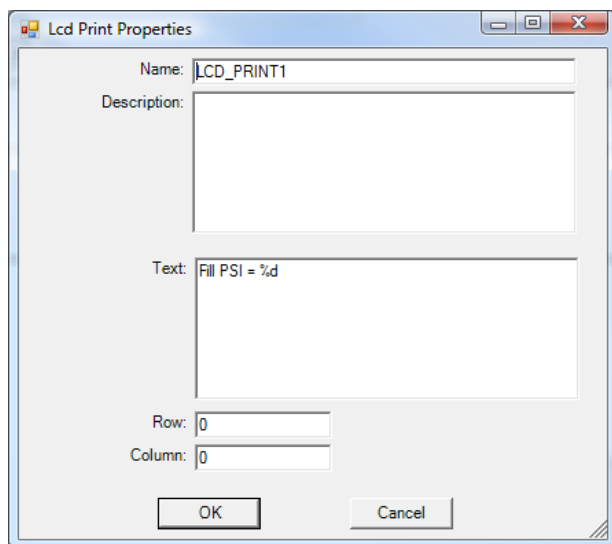 Lcd Print Properties
Name: LCD_PRINT1
Description:
Text: Fill PSI = %d
Row: 0
Column: 0
OK Cancel